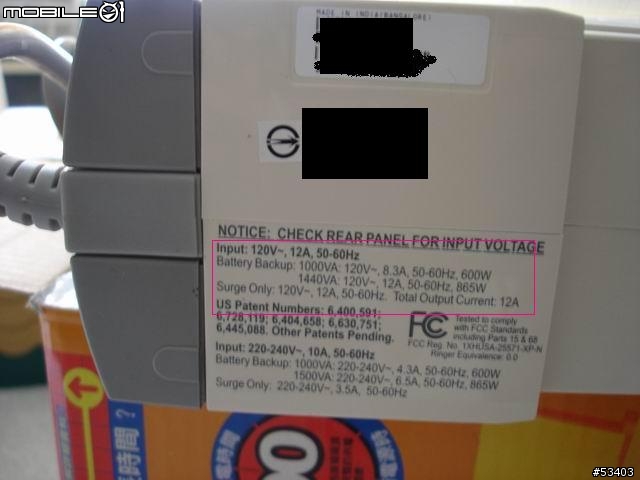 MOBILE01
MADE IN INDIA(BANGALORE)
NOTICE: CHECK REAR PANEL FOR INPUT VOLTAGE
Input: 120V~, 12A, 50-60Hz
Battery Backup: 1000VA: 120V~, 8.3A, 50-60Hz, 600W
1440VA: 120V~, 12A, 50-60Hz, 865W
Surge Only: 120V~, 12A, 50-60Hz. Total Output Current: 12A
US Patent Numbers: 6,400,591;
6,728,119; 6,404,658; 6,630,751;
6,445,088. Other Patents Pending.
FC Tested to comply
with FCC Standards
including Parts 15 & 68
FCC Reg. No. 1XHUSA-25571-XP-N
Ringer Equivalence: 0.0
Input: 220-240V~, 10A, 50-60Hz
Battery Backup: 1000VA: 220-240V~, 4.3A, 50-60Hz, 600W
1500VA: 220-240V~, 6.5A, 50-60Hz, 865W
Surge Only: 220-240V~, 3.5A, 50-60Hz
長時間?
#53403